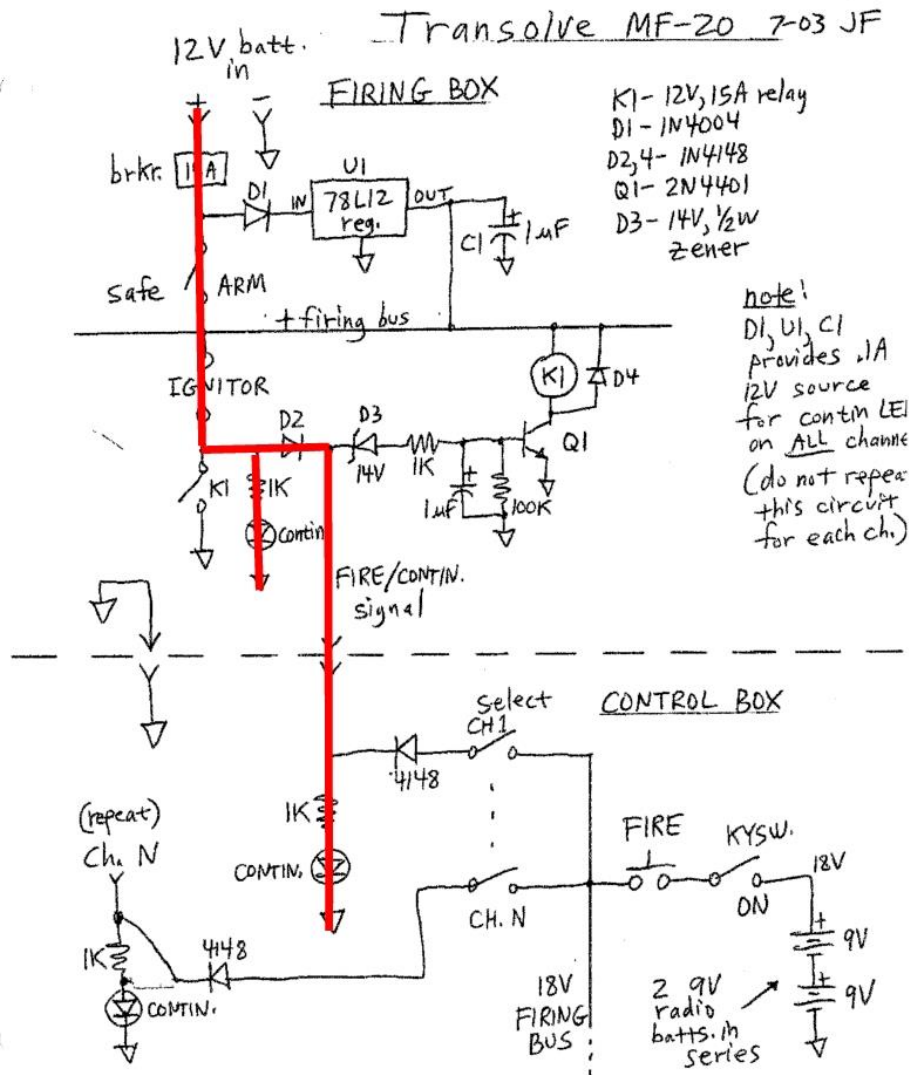 Transolve MF-20 7-03 JF
12V batt.
in
+ -
FIRING BOX
K1- 12V, 15A relay
D1- 1N4004
D2,4- 1N4148
Q1- 2N4401
D3- 14V, 1/2W
zener
brkr.
D1
IN
U1
78L12
reg.
OUT
C1
+
1uF
Safe
ARM
+ firing bus
note!
D1, U1, C1
provides .1A
12V source
for contin LE
on ALL channe
(do not repea
this circuit
for each ch.)
IGNITOR
K1
D4
D2
D3
14V
1K
Q1
K1
1K
Contin
+
1uF
100K
FIRE/CONTIN.
signal
CONTROL BOX
Select
CH1
4148
1K
CONTIN.
(repeat)
Ch. N
FIRE
KYSW.
18V
ON
CH. N
+
9V
+
9V
1K
4148
CONTIN.
18V
FIRING
BUS
2 9V
radio
batts. in
series